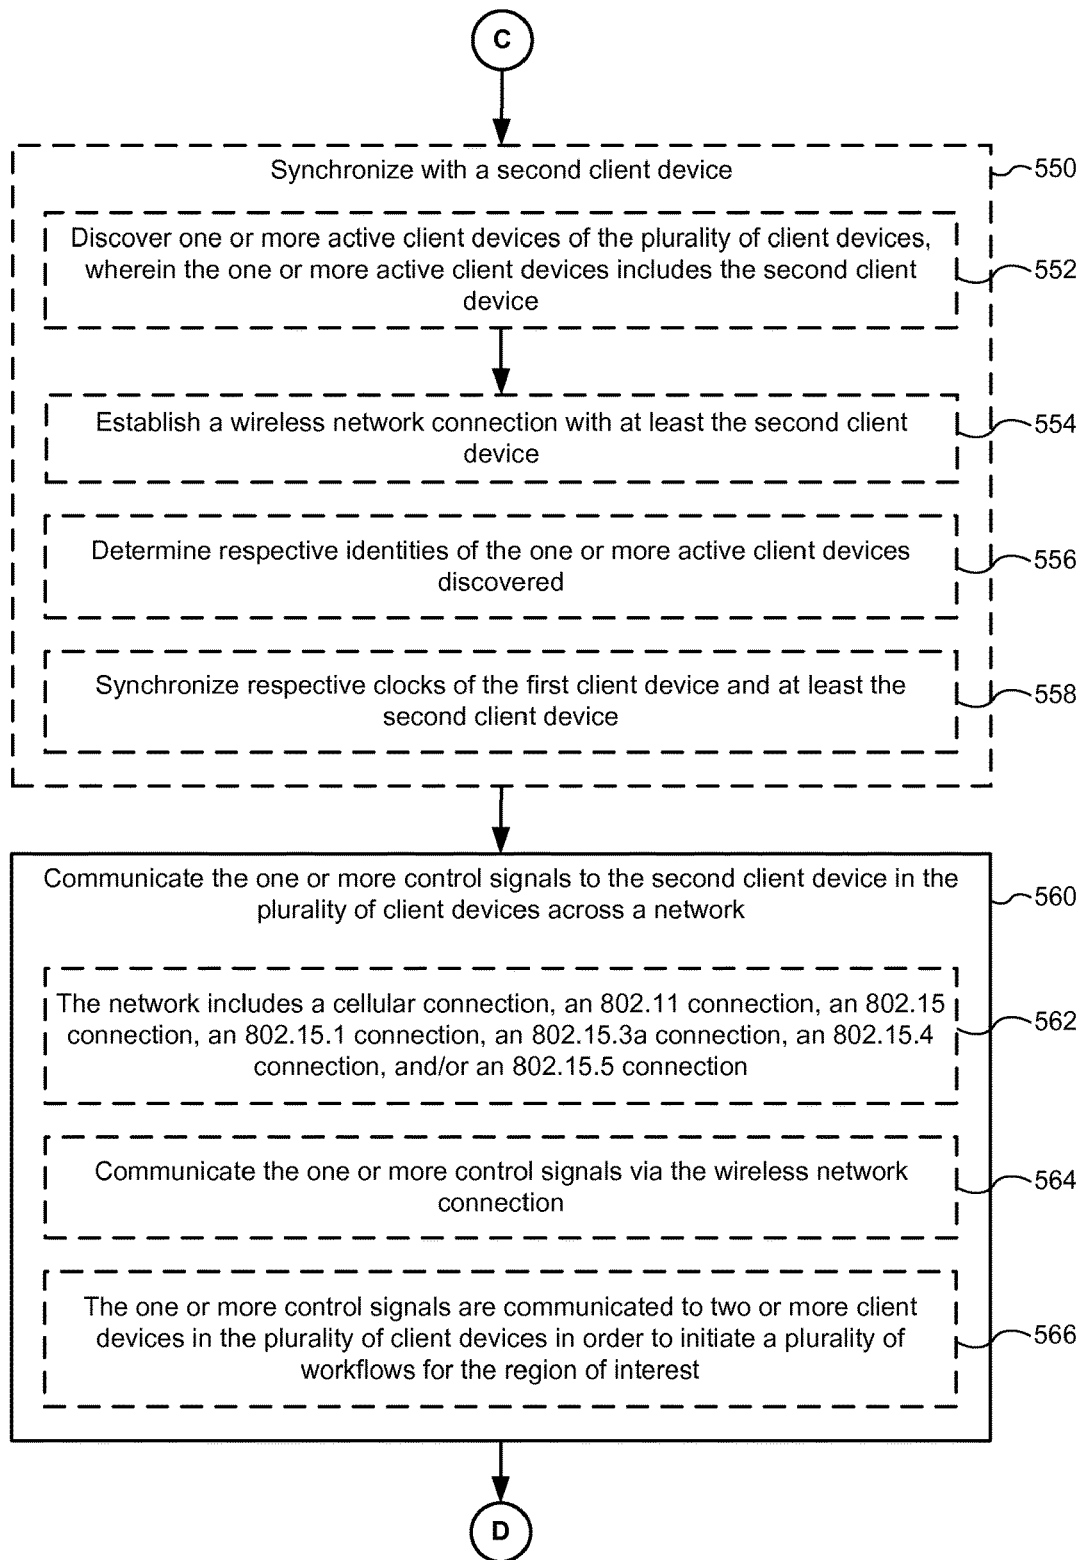 C
Synchronize with a second client device
550
Discover one or more active client devices of the plurality of client devices,
wherein the one or more active client devices includes the second client
device
552
Establish a wireless network connection with at least the second client
device
554
Determine respective identities of the one or more active client devices
discovered
556
Synchronize respective clocks of the first client device and at least the
second client device
558
Communicate the one or more control signals to the second client device in the
plurality of client devices across a network
560
The network includes a cellular connection, an 802.11 connection, an 802.15
connection, an 802.15.1 connection, an 802.15.3a connection, an 802.15.4
connection, and/or an 802.15.5 connection
562
Communicate the one or more control signals via the wireless network
connection
564
The one or more control signals are communicated to two or more client
devices in the plurality of client devices in order to initiate a plurality of
workflows for the region of interest
566
D